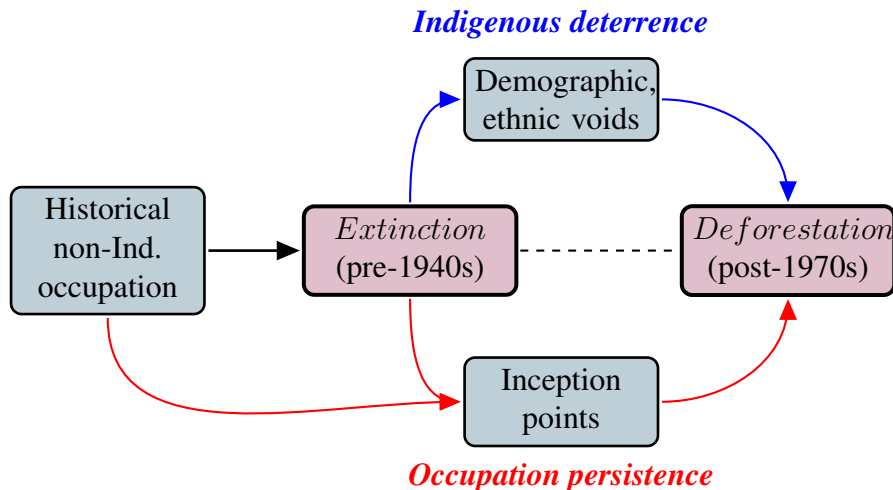 Indigenous deterrence
Demographic,
ethnic voids
Historical
non-Ind.
occupation
Extinction
(pre-1940s)
Deforestation
(post-1970s)
Inception
points
Occupation persistence